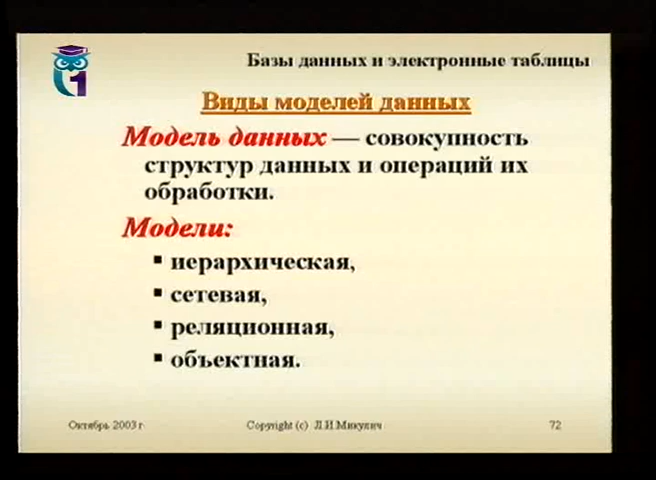 1
Базы данных и электронные таблицы
Виды моделей данных
Модель данных — совокупность
структур данных и операций их
обработки.
Модели:
▪ иерархическая,
▪ сетевая,
▪ реляционная,
▪ объектная.
Октябрь 2003 г
Copyright (c) Л.И.Микулич
72